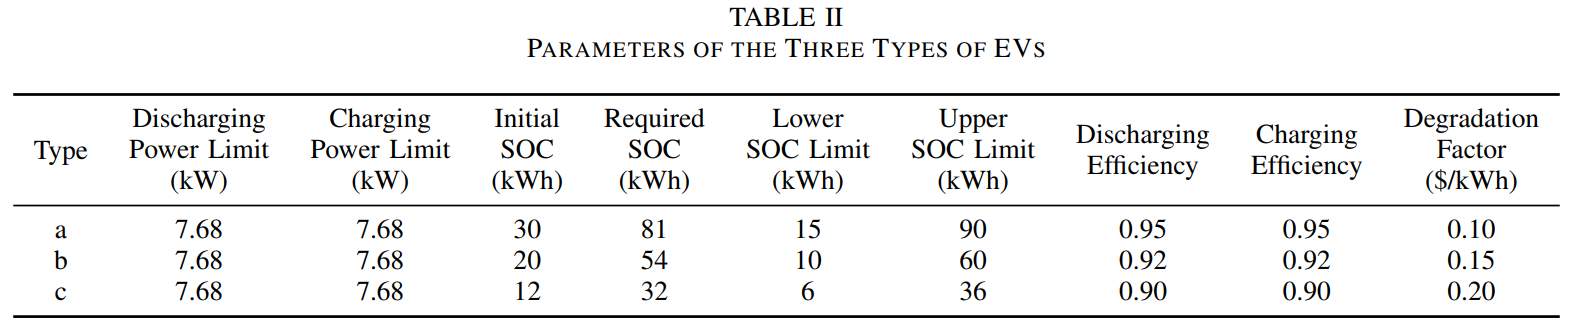 TABLE II
PARAMETERS OF THE THREE TYPES OF EVS
Type Discharging Power Limit (kW) Charging Power Limit (kW) Initial SOC (kWh) Required SOC (kWh) Lower SOC Limit (kWh) Upper SOC Limit (kWh) Discharging Efficiency Charging Efficiency Degradation Factor ($/kWh)
a 7.68 7.68 30 81 15 90 0.95 0.95 0.10
b 7.68 7.68 20 54 10 60 0.92 0.92 0.15
c 7.68 7.68 12 32 6 36 0.90 0.90 0.20